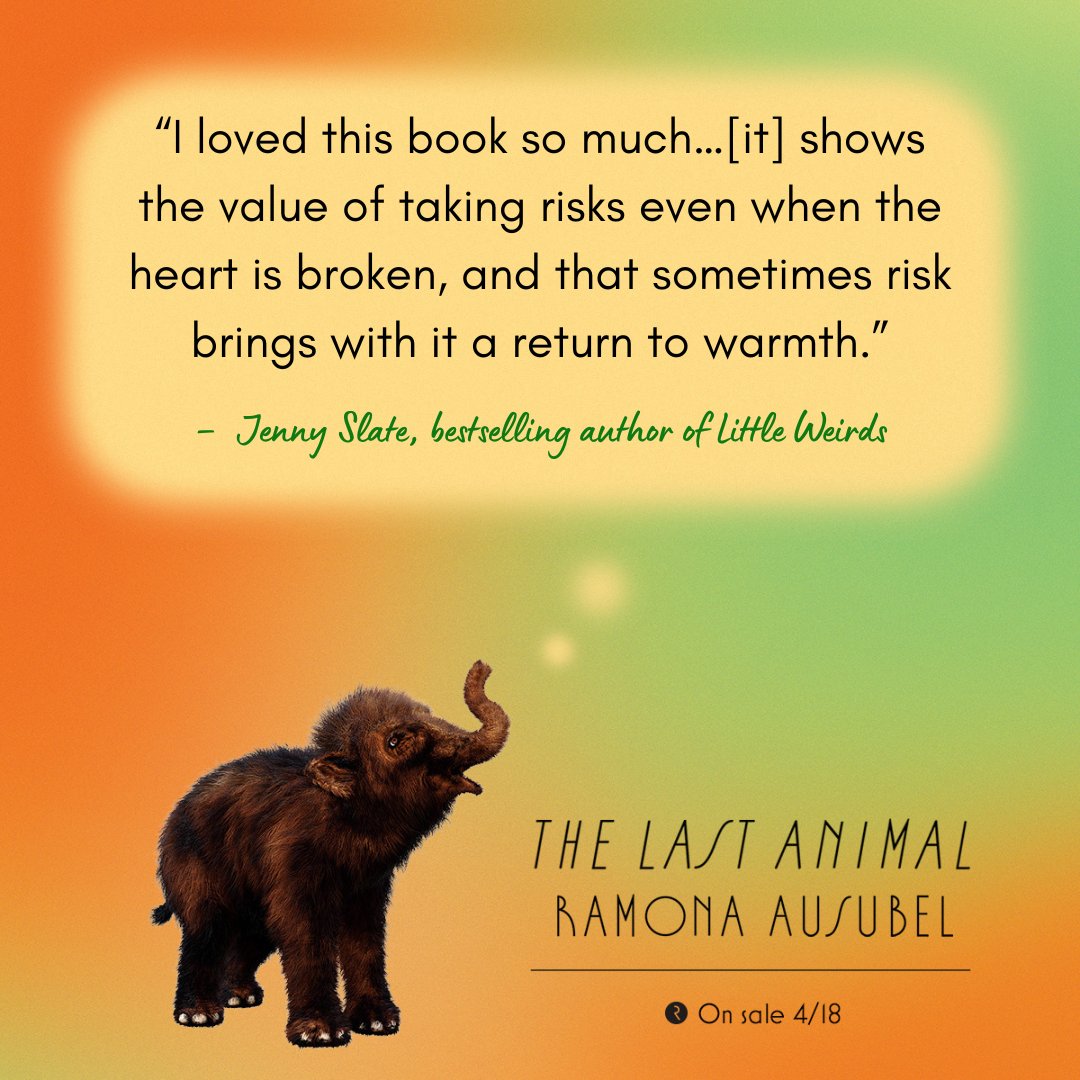 “I loved this book so much...[it] shows
the value of taking risks even when the
heart is broken, and that sometimes risk
brings with it a return to warmth.”
– Jenny Slate, bestselling author of Little Weirds
THE LAST ANIMAL
RAMONA AUSUBEL
R On sale 4/18